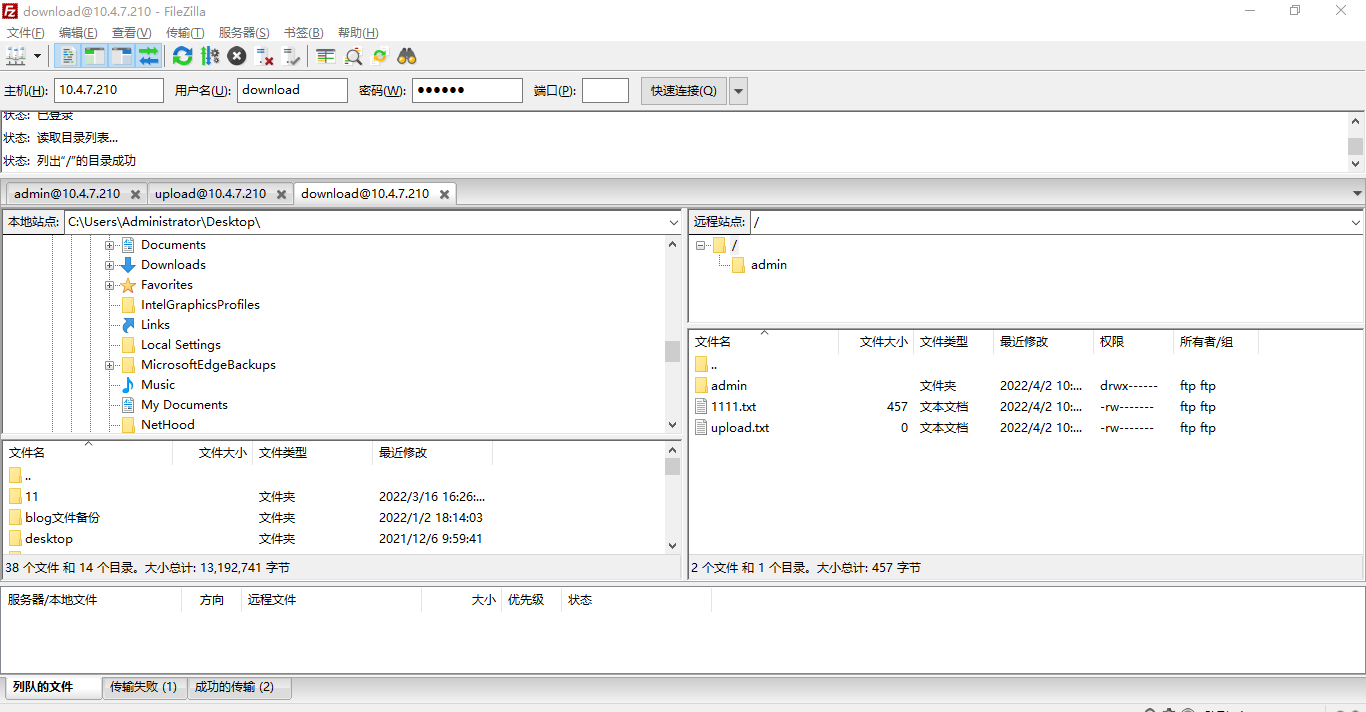 download@10.4.7.210 - FileZilla
文件(F) 编辑(E) 查看(V) 传输(T) 服务器(S) 书签(B) 帮助(H)
主机(H): 10.4.7.210 用户名(U): download 密码(W): ●●●●●● 端口(P): 快速连接(Q)
状态: 已登录
状态: 读取目录列表...
状态: 列出“/”的目录成功
admin@10.4.7.210 upload@10.4.7.210 download@10.4.7.210
本地站点: C:\Users\Administrator\Desktop\
Documents
Downloads
Favorites
IntelGraphicsProfiles
Links
Local Settings
MicrosoftEdgeBackups
Music
My Documents
NetHood
文件名 文件大小 文件类型 最近修改
..
11 文件夹 2022/3/16 16:26:...
blog文件备份 文件夹 2022/1/2 18:14:03
desktop 文件夹 2021/12/6 9:59:41
38 个文件 和 14 个目录。大小总计: 13,192,741 字节
远程站点: /
/
admin
文件名 文件大小 文件类型 最近修改 权限 所有者/组
..
admin 文件夹 2022/4/2 10:... drwx------ ftp ftp
1111.txt 457 文本文档 2022/4/2 10:... -rw------- ftp ftp
upload.txt 0 文本文档 2022/4/2 10:... -rw------- ftp ftp
2 个文件 和 1 个目录。大小总计: 457 字节
服务器/本地文件 方向 远程文件 大小 优先级 状态
列队的文件 传输失败 (1) 成功的传输 (2)